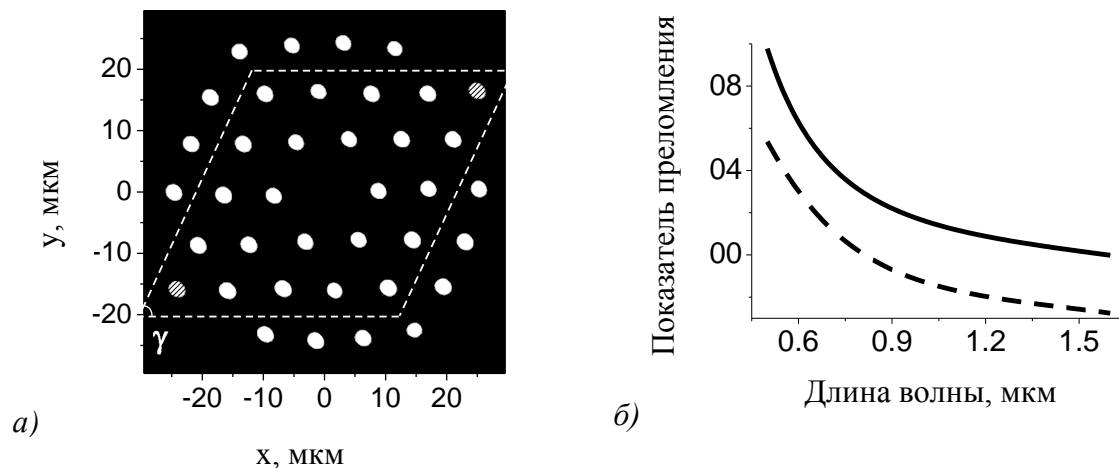 20
10
0
-10
-20
y, мкм
γ
-20 -10 0 10 20
x, мкм
а)
Показатель преломления
08
04
00
0.6 0.9 1.2 1.5
Длина волны, мкм
б)